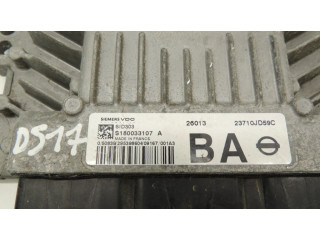 DS17
SIEMENS VDO
SID303
S180033107 A
MADE IN FRANCE
26013 23710JD59C
BA